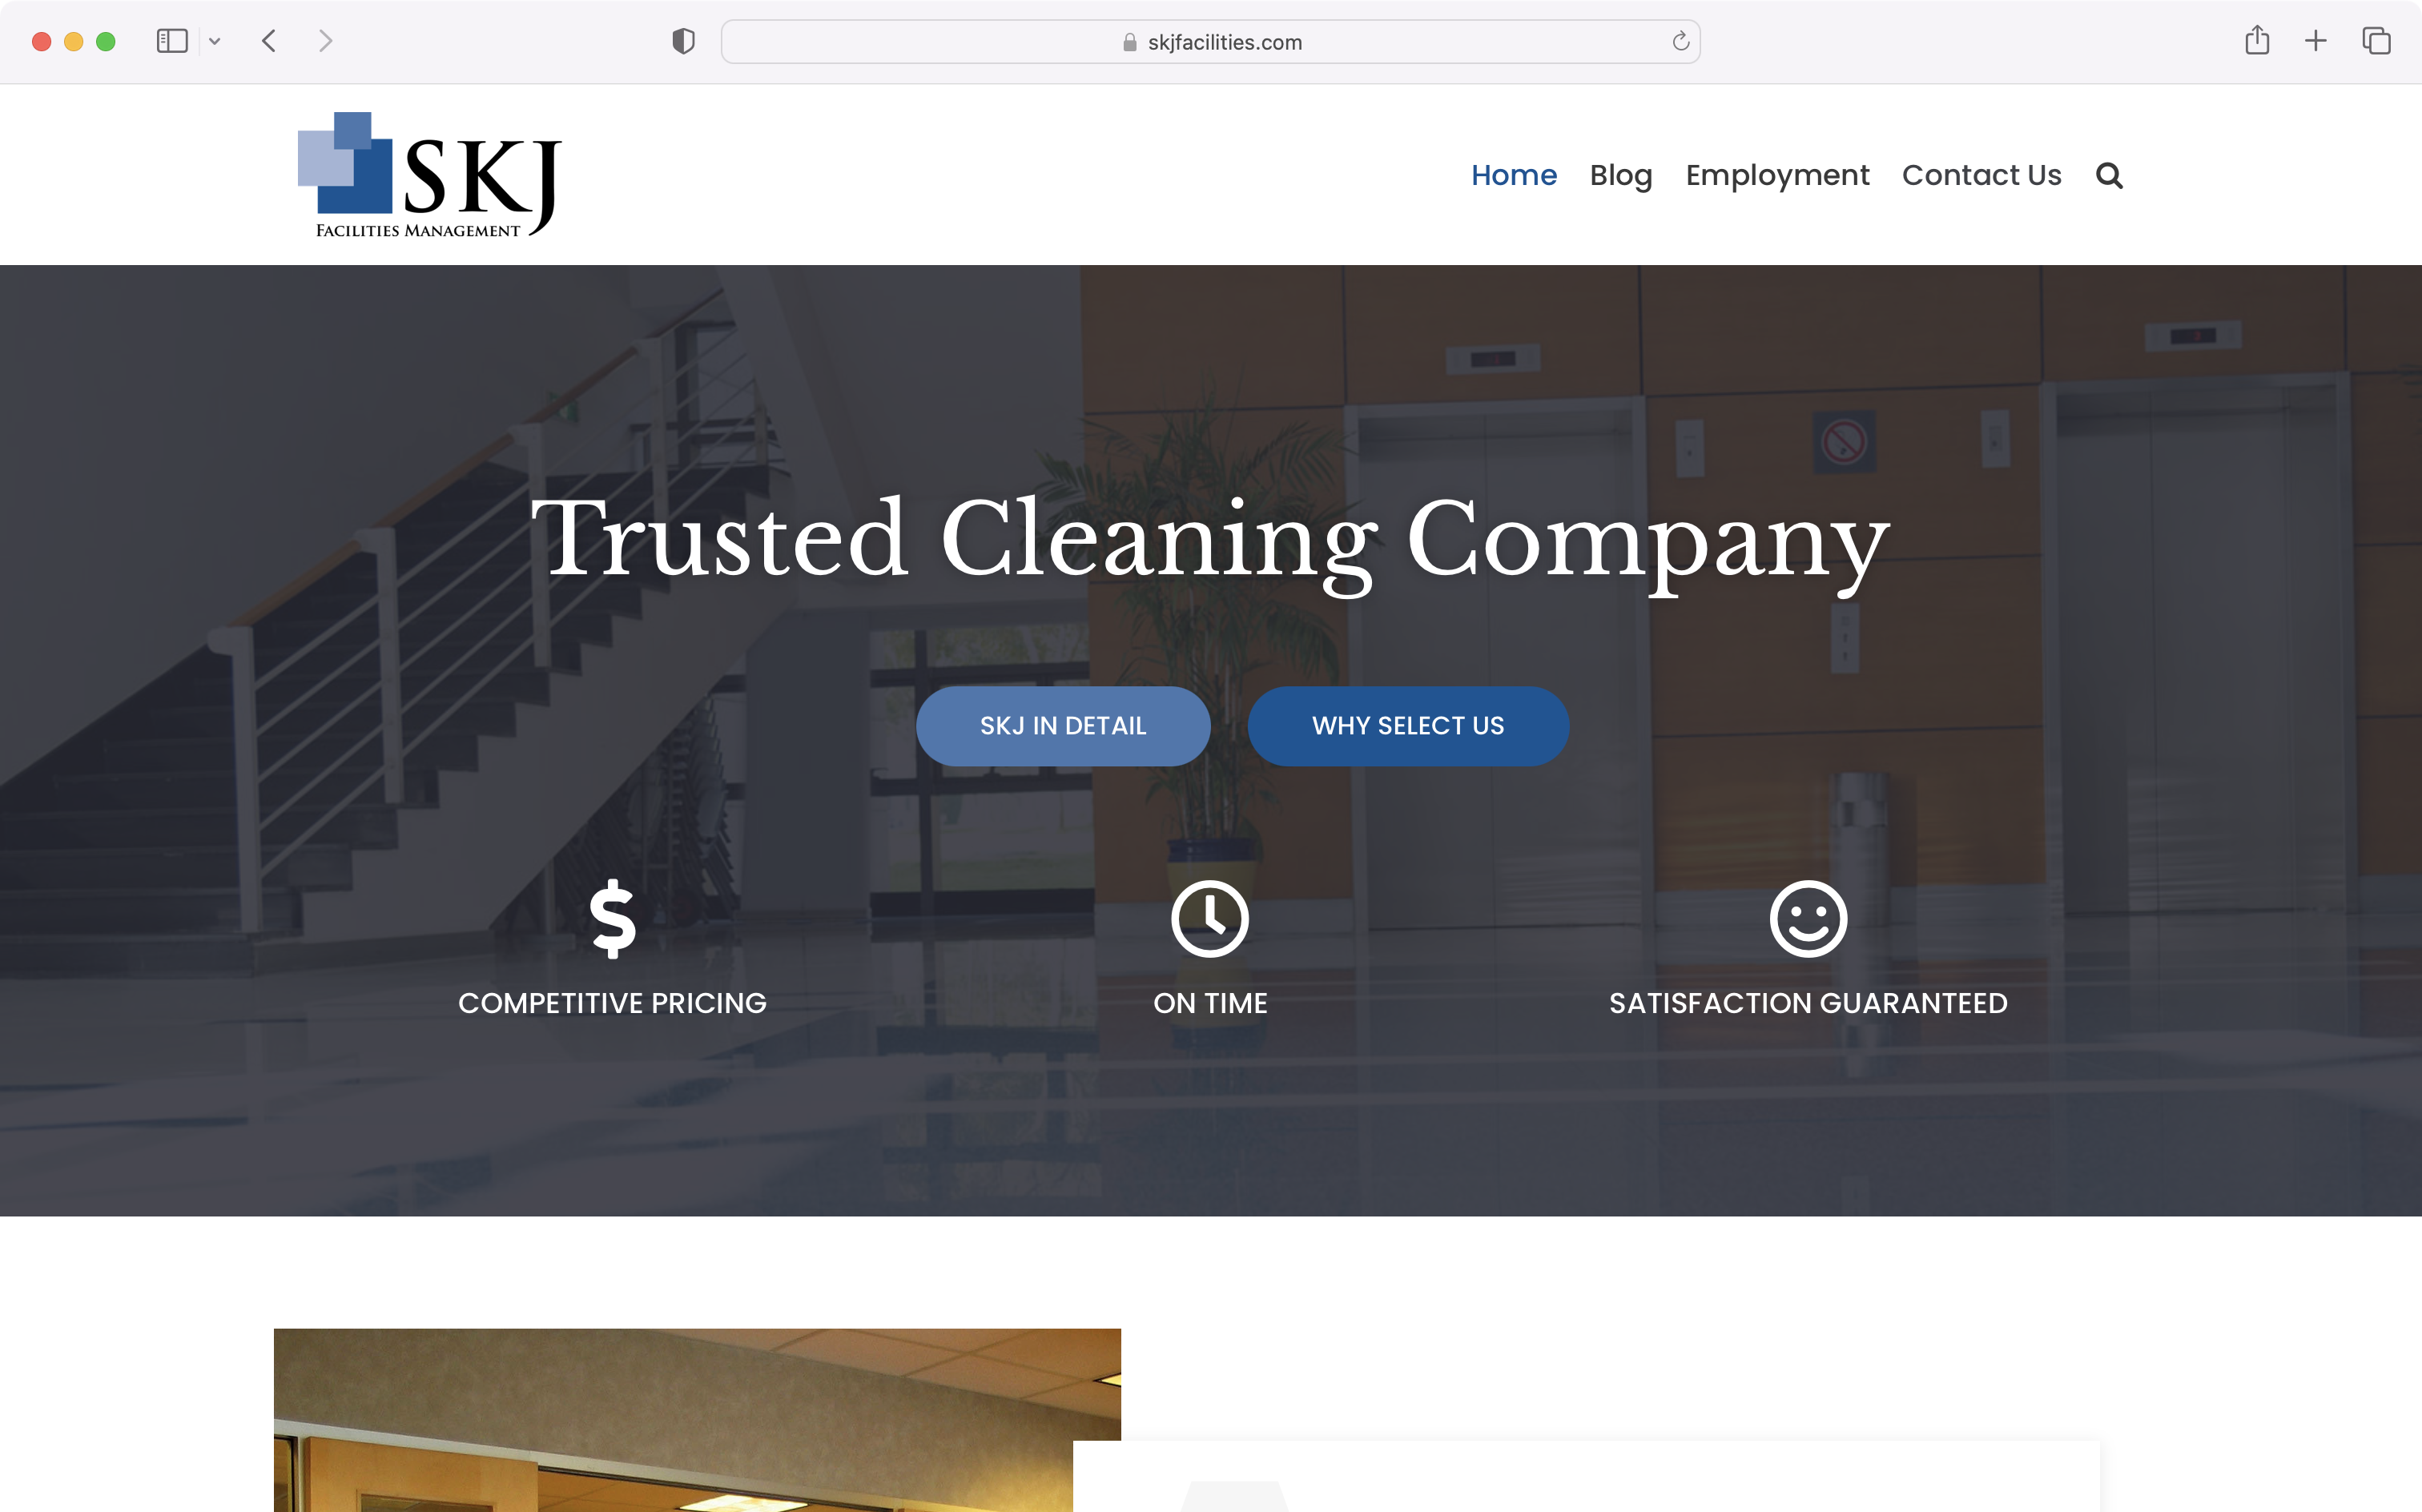 skjfacilities.com
SKJ
FACILITIES MANAGEMENT
Home Blog Employment Contact Us
Trusted Cleaning Company
SKJ IN DETAIL WHY SELECT US
COMPETITIVE PRICING ON TIME SATISFACTION GUARANTEED